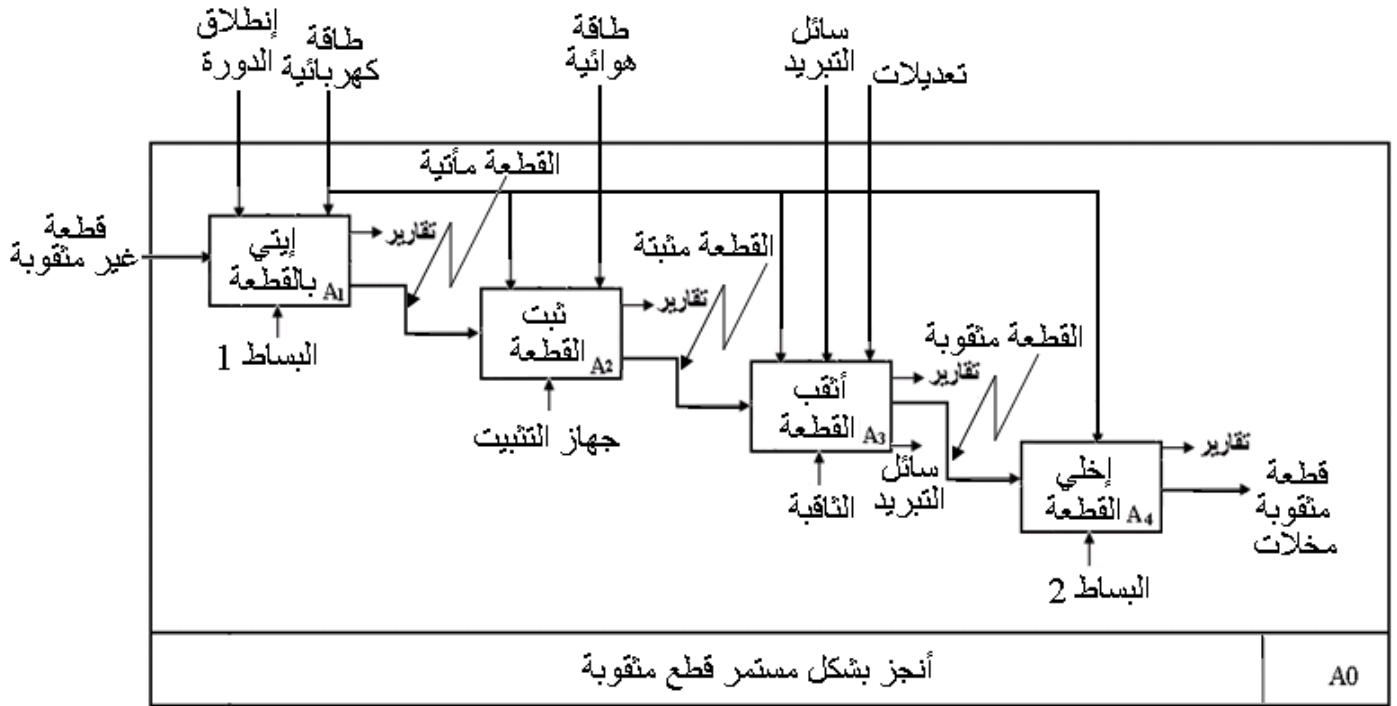 إنطلاق
الدورة
طاقة
كهربائية
طاقة
هوائية
سائل
التبريد
تعديلات
القطعة مأتية
قطعة
غير مثقوبة
إيتي
بالقطعة A1
تقارير
البساط 1
القطعة مثبتة
ثبت
القطعة A2
تقارير
جهاز التثبيت
القطعة مثقوبة
أثقب
القطعة A3
تقارير
سائل
التبريد
الثاقبة
إخلي
القطعة A4
تقارير
قطعة
مثقوبة
مخلات
البساط 2
أنجز بشكل مستمر قطع مثقوبة
A0